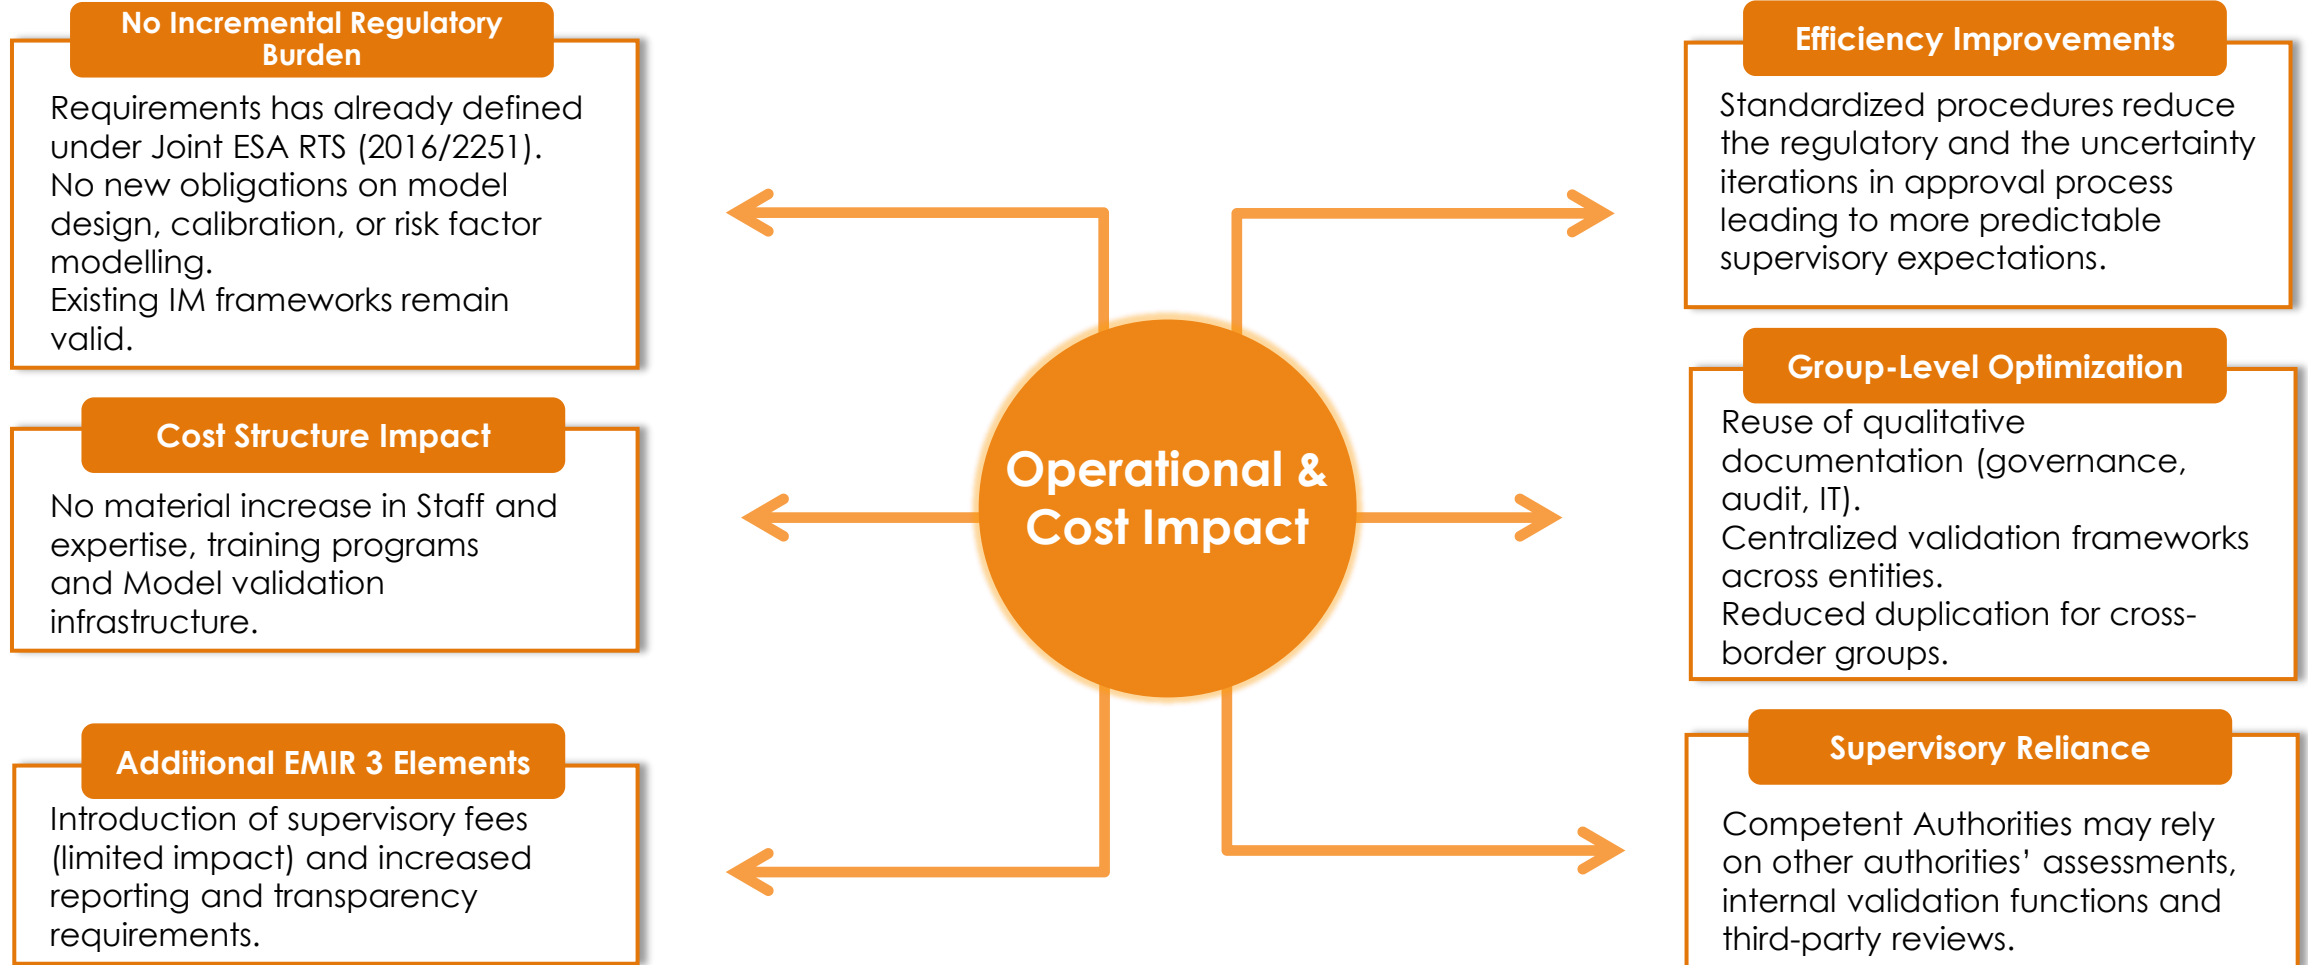 No Incremental Regulatory
Burden
Requirements has already defined
under Joint ESA RTS (2016/2251).
No new obligations on model
design, calibration, or risk factor
modelling.
Existing IM frameworks remain
valid.
Cost Structure Impact
No material increase in Staff and
expertise, training programs
and Model validation
infrastructure.
Additional EMIR 3 Elements
Introduction of supervisory fees
(limited impact) and increased
reporting and transparency
requirements.
Operational &
Cost Impact
Efficiency Improvements
Standardized procedures reduce
the regulatory and the uncertainty
iterations in approval process
leading to more predictable
supervisory expectations.
Group-Level Optimization
Reuse of qualitative
documentation (governance,
audit, IT).
Centralized validation frameworks
across entities.
Reduced duplication for cross-
border groups.
Supervisory Reliance
Competent Authorities may rely
on other authorities’ assessments,
internal validation functions and
third-party reviews.